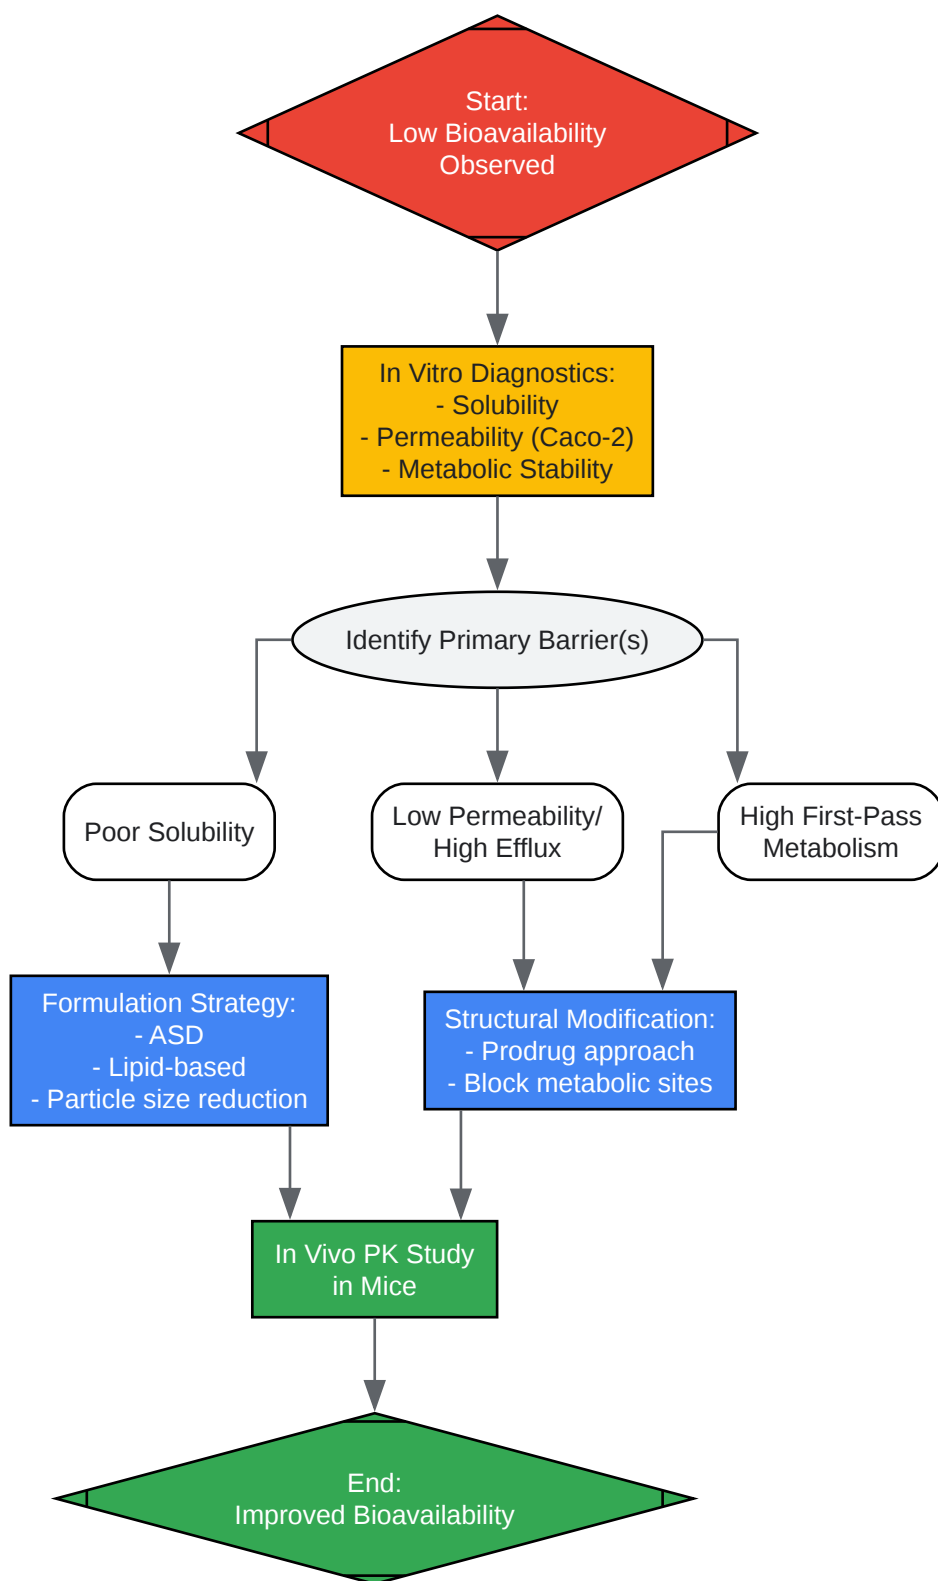 Start:
Low Bioavailability
Observed
In Vitro Diagnostics:
- Solubility
- Permeability (Caco-2)
- Metabolic Stability
Identify Primary Barrier(s)
Poor Solubility
Low Permeability/
High Efflux
High First-Pass
Metabolism
Formulation Strategy:
- ASD
- Lipid-based
- Particle size reduction
Structural Modification:
- Prodrug approach
- Block metabolic sites
In Vivo PK Study
in Mice
End:
Improved Bioavailability